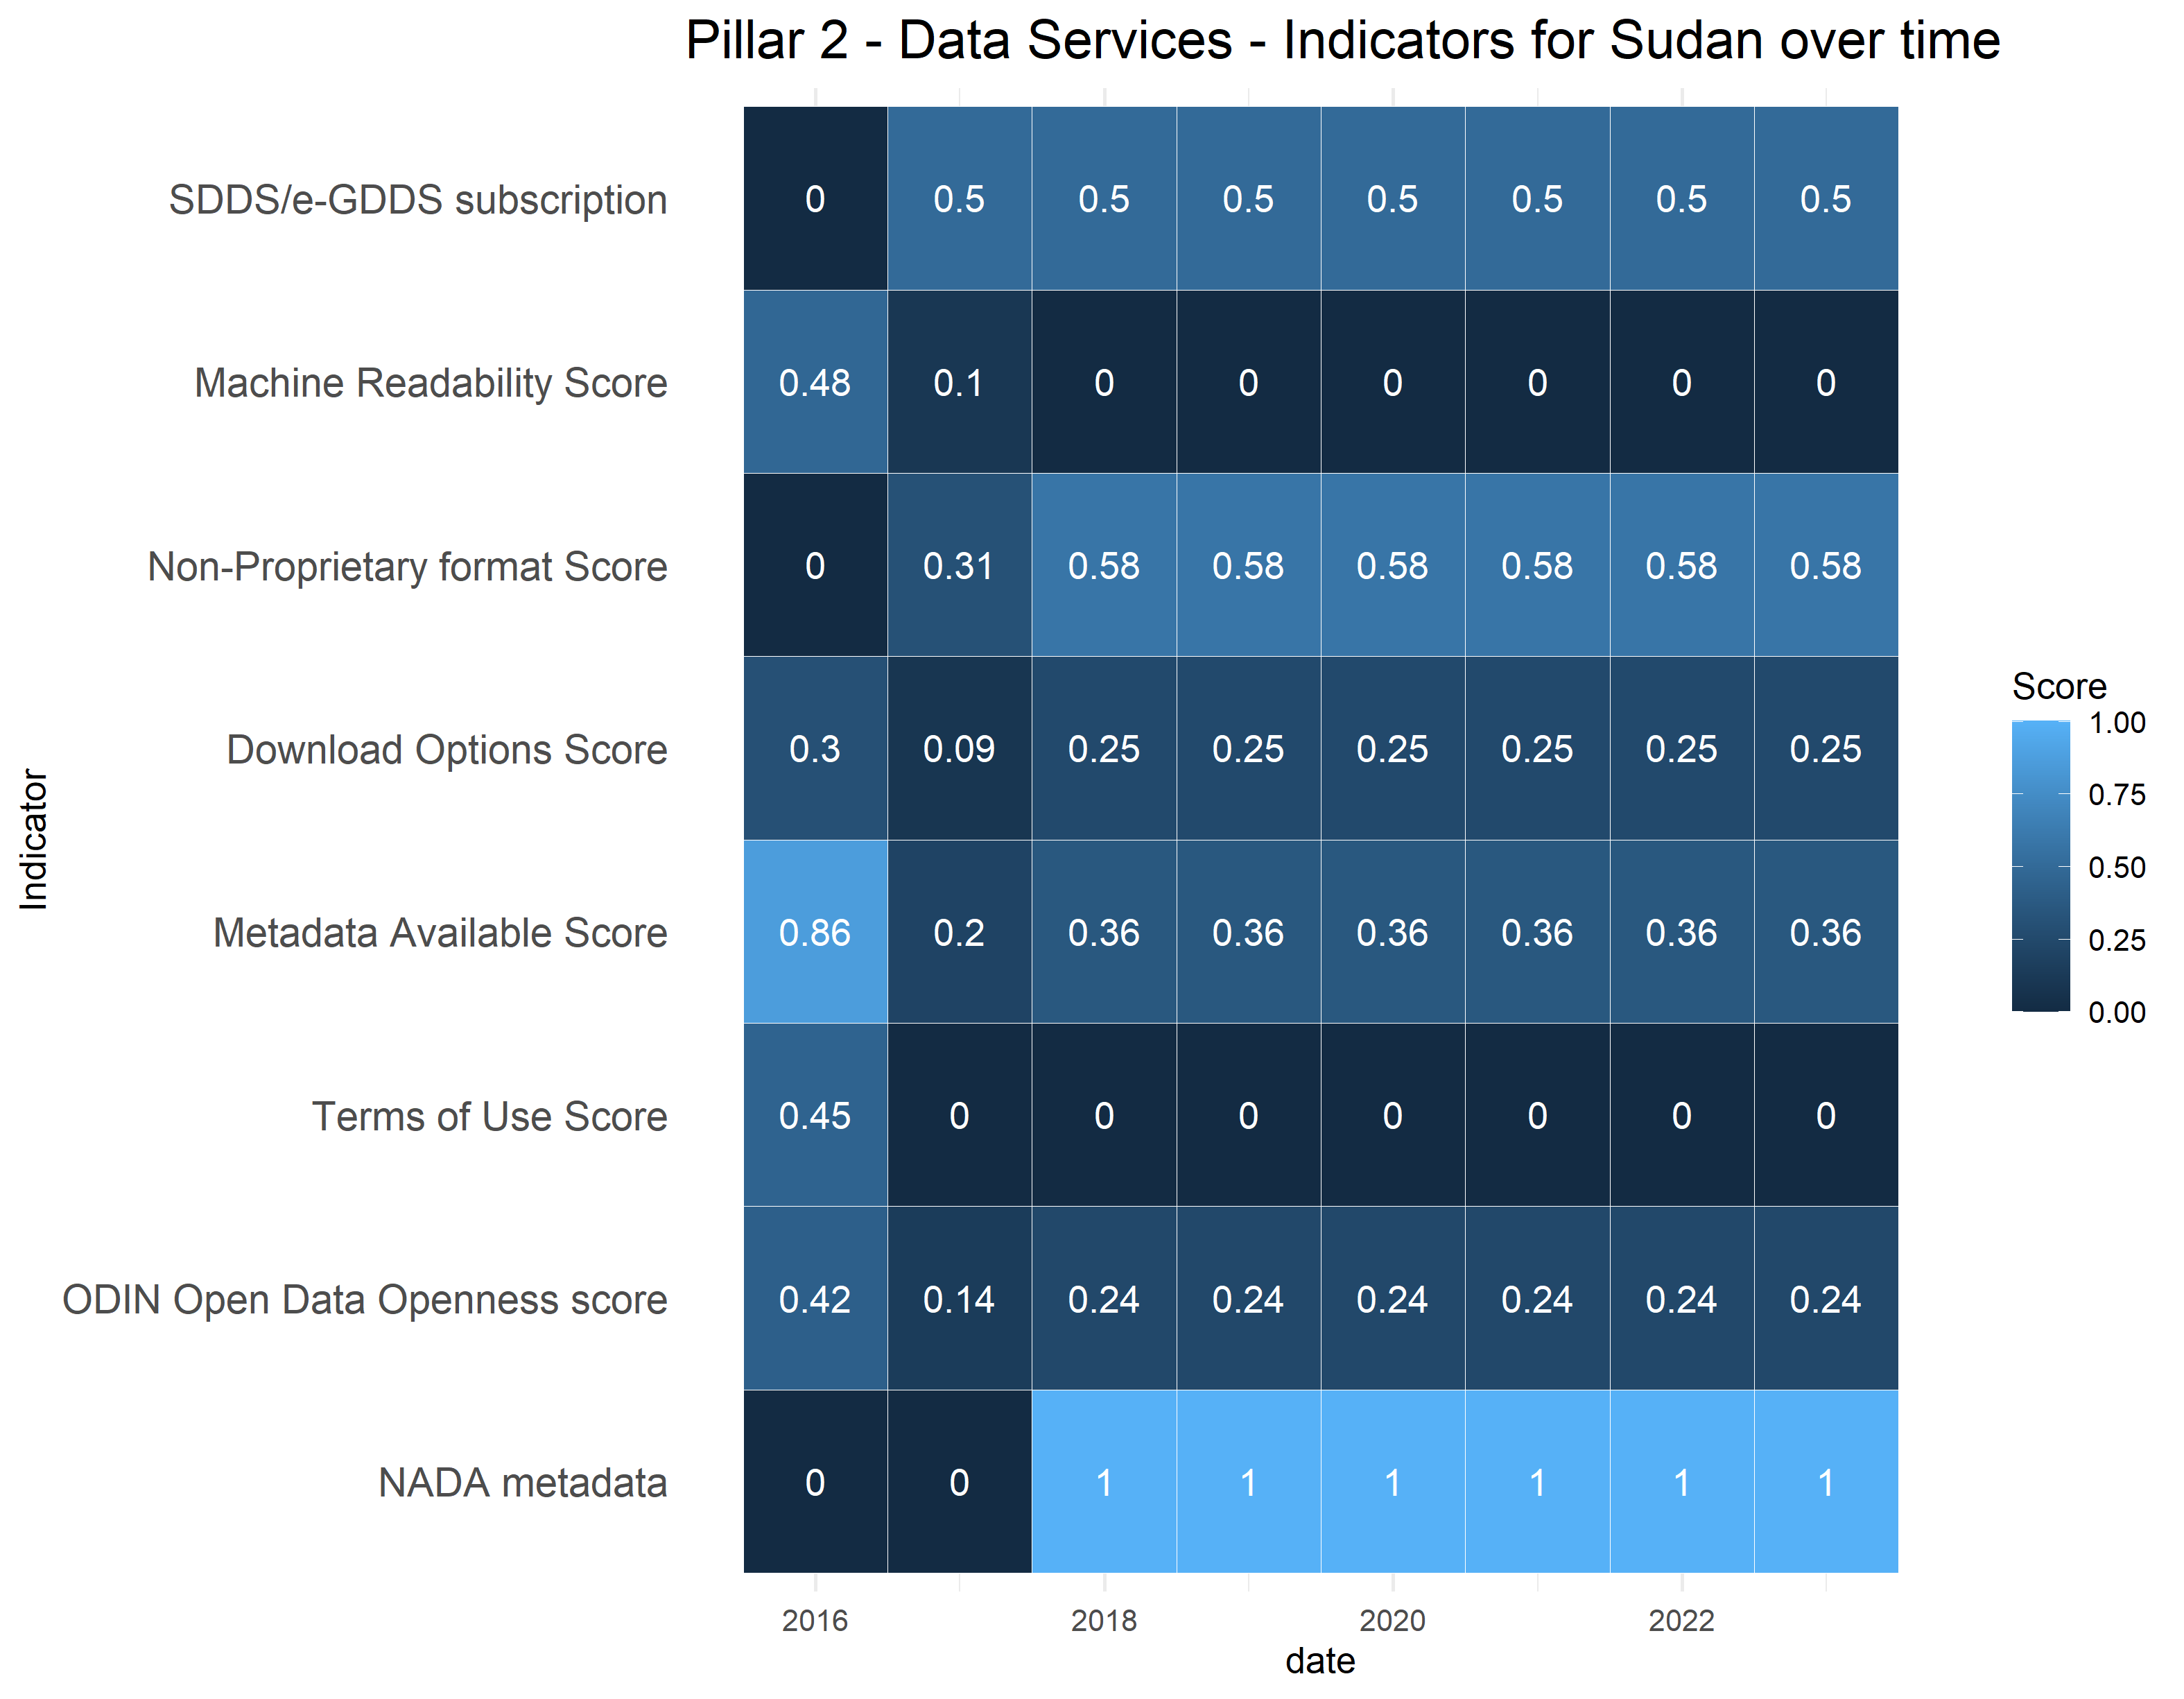 Pillar 2 - Data Services - Indicators for Sudan over time
Indicator
SDDS/e-GDDS subscription 0 0.5 0.5 0.5 0.5 0.5 0.5 0.5
Machine Readability Score 0.48 0.1 0 0 0 0 0 0
Non-Proprietary format Score 0 0.31 0.58 0.58 0.58 0.58 0.58 0.58
Download Options Score 0.3 0.09 0.25 0.25 0.25 0.25 0.25 0.25
Metadata Available Score 0.86 0.2 0.36 0.36 0.36 0.36 0.36 0.36
Terms of Use Score 0.45 0 0 0 0 0 0 0
ODIN Open Data Openness score 0.42 0.14 0.24 0.24 0.24 0.24 0.24 0.24
NADA metadata 0 0 1 1 1 1 1 1
2016 2018 2020 2022
date
Score
1.00
0.75
0.50
0.25
0.00